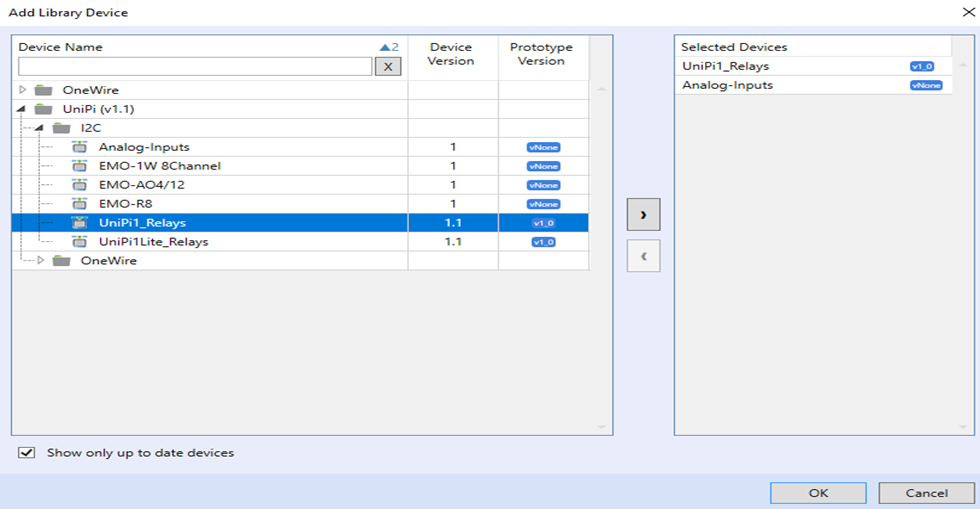 Add Library Device
Device Name 2 Device Version Prototype Version
X
OneWire
UniPi (v1.1)
I2C
Analog-Inputs 1 vNone
EMO-1W 8Channel 1 vNone
EMO-AO4/12 1 vNone
EMO-R8 1 vNone
UniPi1_Relays 1.1 v1_0
UniPi1Lite_Relays 1.1 v1_0
OneWire
Selected Devices
UniPi1_Relays v1_0
Analog-Inputs vNone
Show only up to date devices
OK Cancel